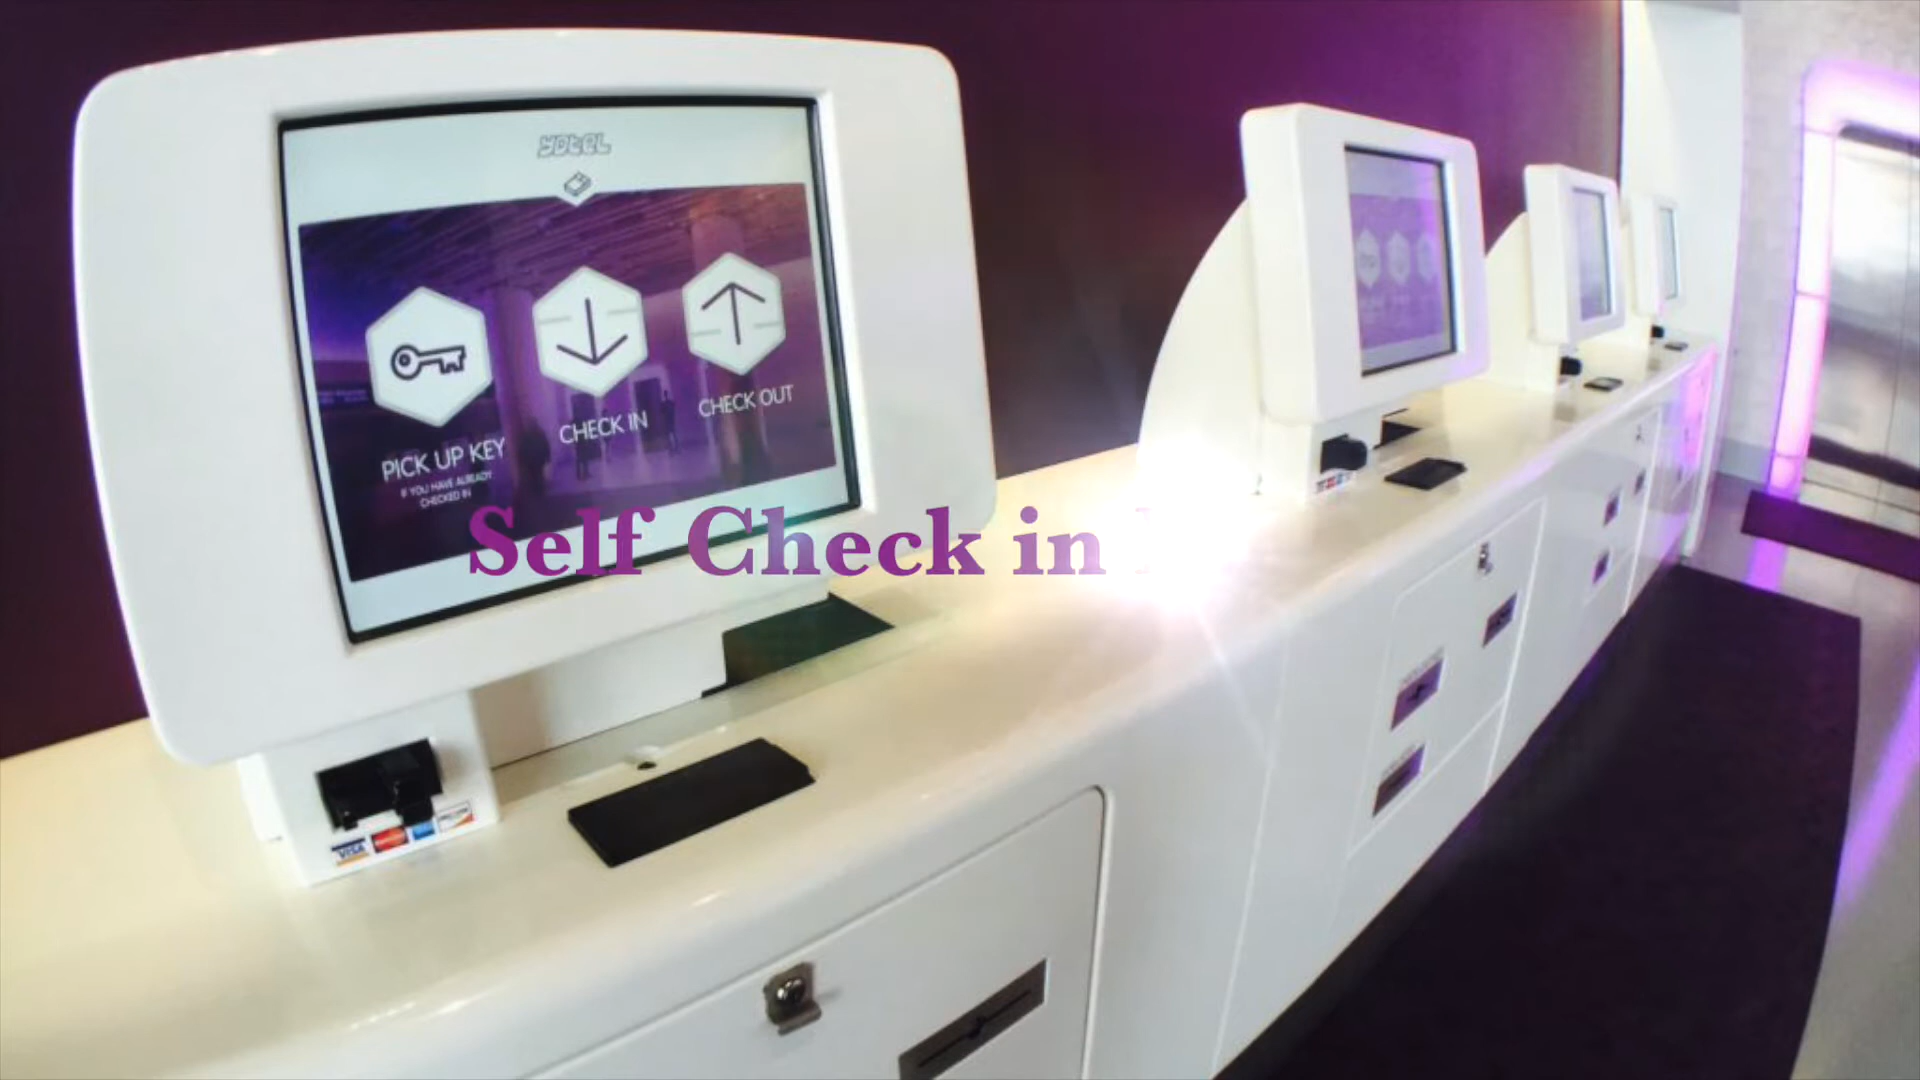 YOTEL
PICK UP KEY
IF YOU HAVE ALREADY
CHECKED IN
CHECK IN
CHECK OUT
Self Check in
VISA